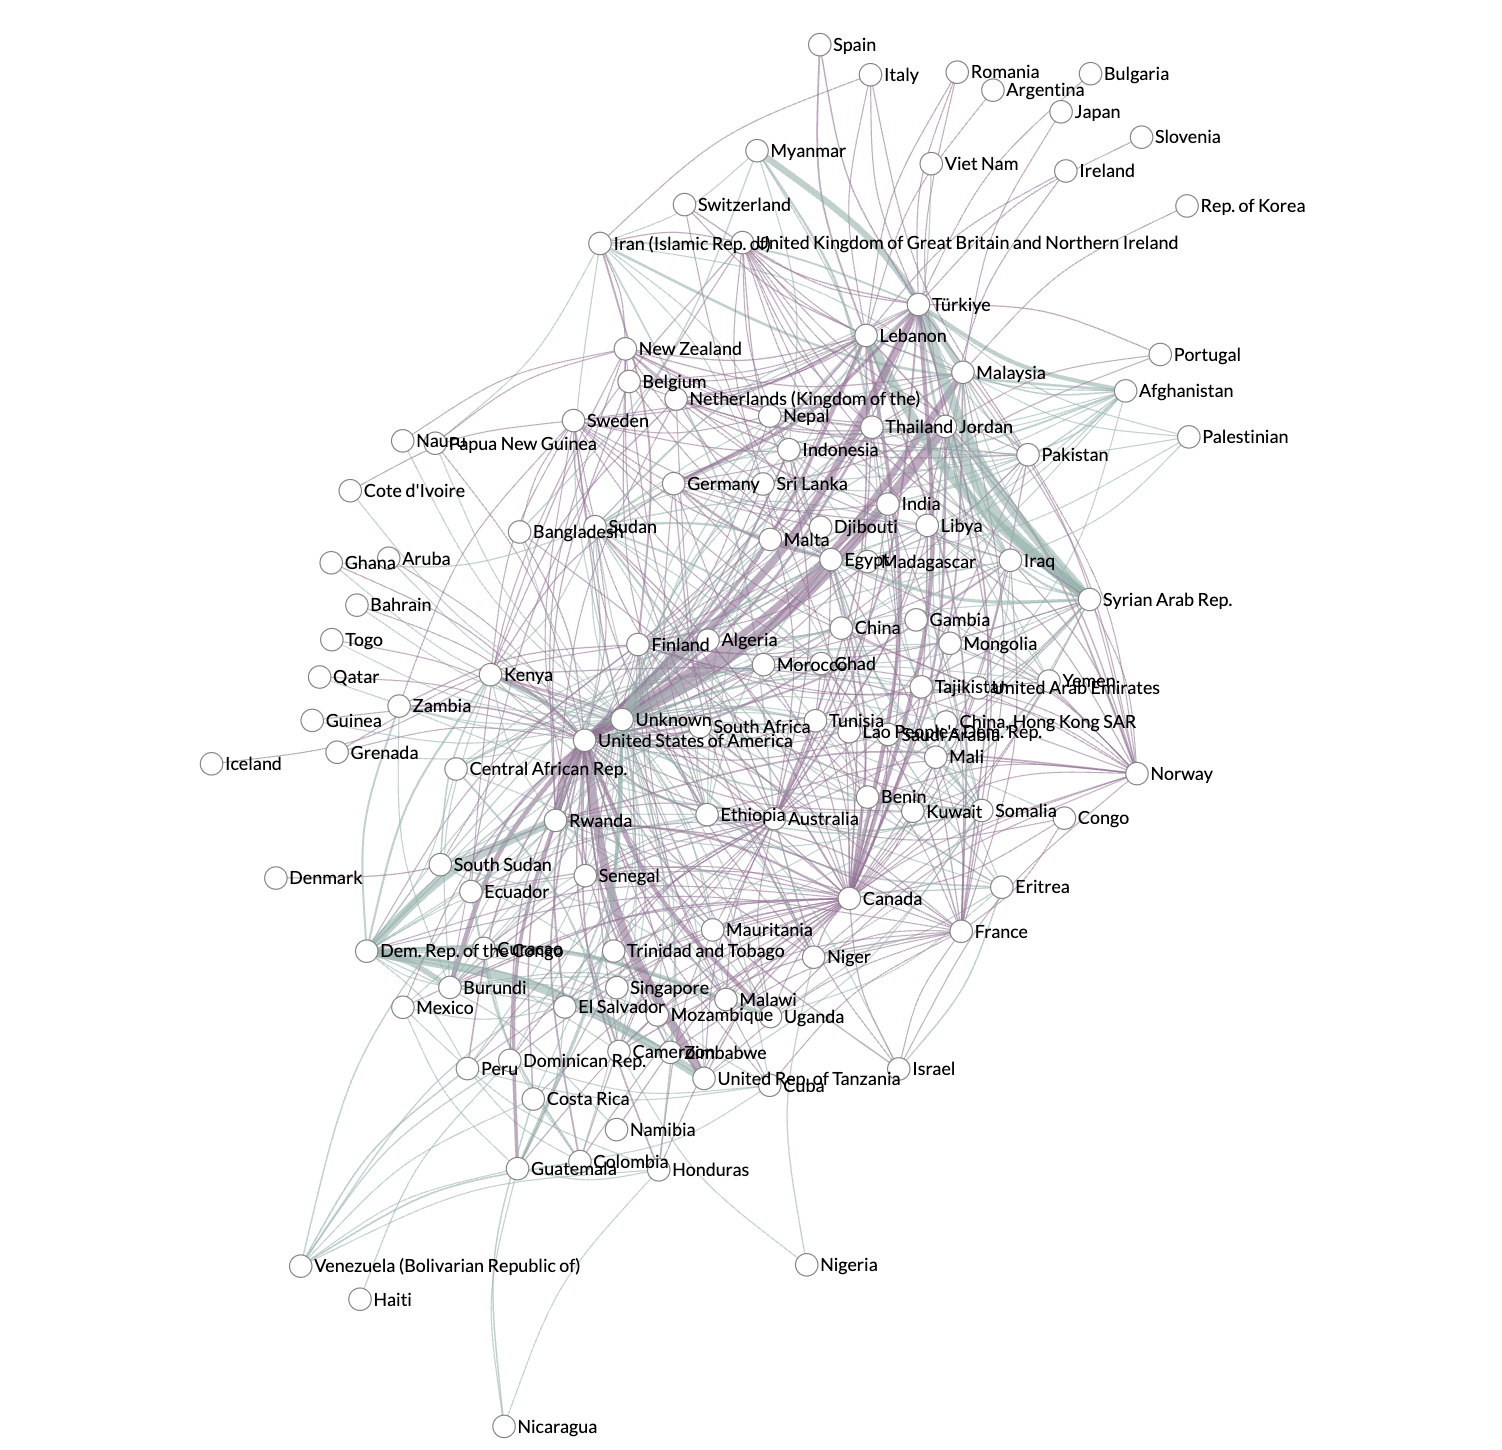 Spain
Italy
Romania
Bulgaria
Argentina
Japan
Slovenia
Myanmar
Viet Nam
Ireland
Switzerland
Rep. of Korea
Iran (Islamic Rep. of)
United Kingdom of Great Britain and Northern Ireland
Türkiye
Lebanon
New Zealand
Portugal
Malaysia
Belgium
Afghanistan
Netherlands (Kingdom of the)
Nepal
Sweden
Thailand
Jordan
Palestinian
Nauru
Papua New Guinea
Indonesia
Pakistan
Germany
Sri Lanka
Cote d'Ivoire
India
Bangladesh
Sudan
Djibouti
Libya
Malta
Ghana
Aruba
Egypt
Madagascar
Iraq
Bahrain
Syrian Arab Rep.
Gambia
China
Togo
Finland
Algeria
Mongolia
Morocco
Chad
Qatar
Kenya
Yemen
Tajikistan
United Arab Emirates
Zambia
Guinea
Unknown
South Africa
Tunisia
China, Hong Kong SAR
Lao People's Dem. Rep.
Saudi Arabia
United States of America
Grenada
Mali
Iceland
Central African Rep.
Norway
Benin
Rwanda
Ethiopia
Australia
Kuwait
Somalia
Congo
South Sudan
Denmark
Ecuador
Senegal
Eritrea
Canada
Mauritania
France
Dem. Rep. of the Congo
Curacao
Trinidad and Tobago
Niger
Burundi
Singapore
Mexico
El Salvador
Malawi
Mozambique
Uganda
Cameroon
Zimbabwe
Peru
Dominican Rep.
Israel
United Rep. of Tanzania
Cuba
Costa Rica
Namibia
Guatemala
Colombia
Honduras
Venezuela (Bolivarian Republic of)
Nigeria
Haiti
Nicaragua